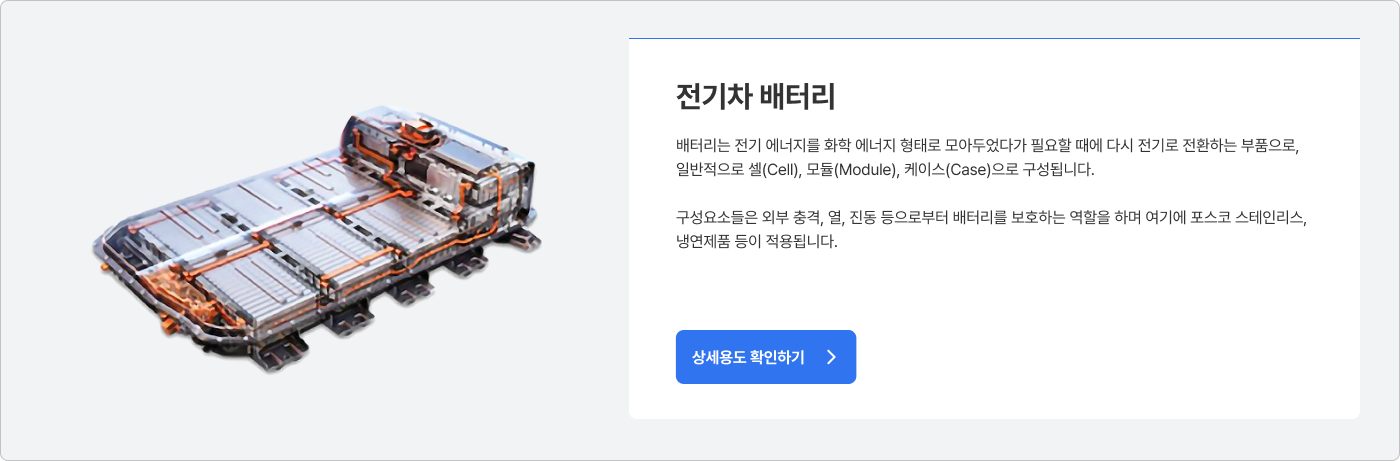 전기차 배터리
배터리는 전기 에너지를 화학 에너지 형태로 모아두었다가 필요할 때에 다시 전기로 전환하는 부품으로,
일반적으로 셀(Cell), 모듈(Module), 케이스(Case)으로 구성됩니다.
구성요소들은 외부 충격, 열, 진동 등으로부터 배터리를 보호하는 역할을 하며 여기에 포스코 스테인리스,
냉연제품 등이 적용됩니다.
상세용도 확인하기